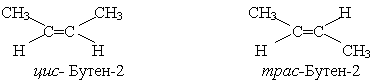 CH₃ CH₃ CH₃ H
C=C C=C
H H H CH₃
цис- Бутен-2 трас-Бутен-2